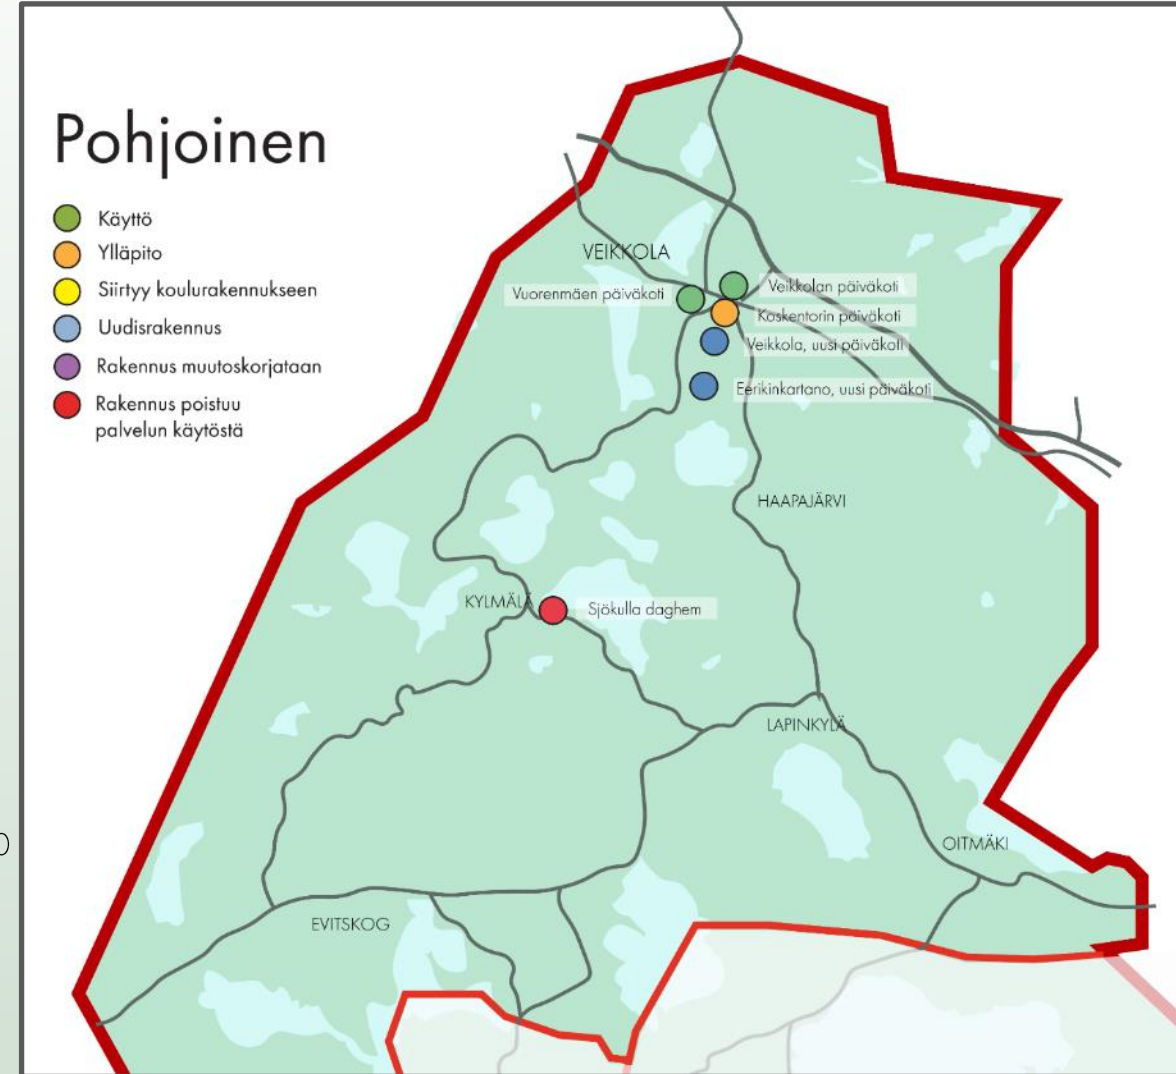 Pohjoinen
Käyttö
Ylläpito
Siirtyy koulurakennukseen
Uudisrakennus
Rakennus muutoskorjataan
Rakennus poistuu
palvelun käytöstä
VEIKKOLA
Vuorenmäen päiväkoti
Veikkolan päiväkoti
Koskentorin päiväkoti
Veikkola, uusi päiväkoti
Eerikinkartano, uusi päiväkoti
HAAPAJÄRVI
KYLMÄLÄ
Sjökulla daghem
LAPINKYLÄ
OITMÄKI
EVITSKOG